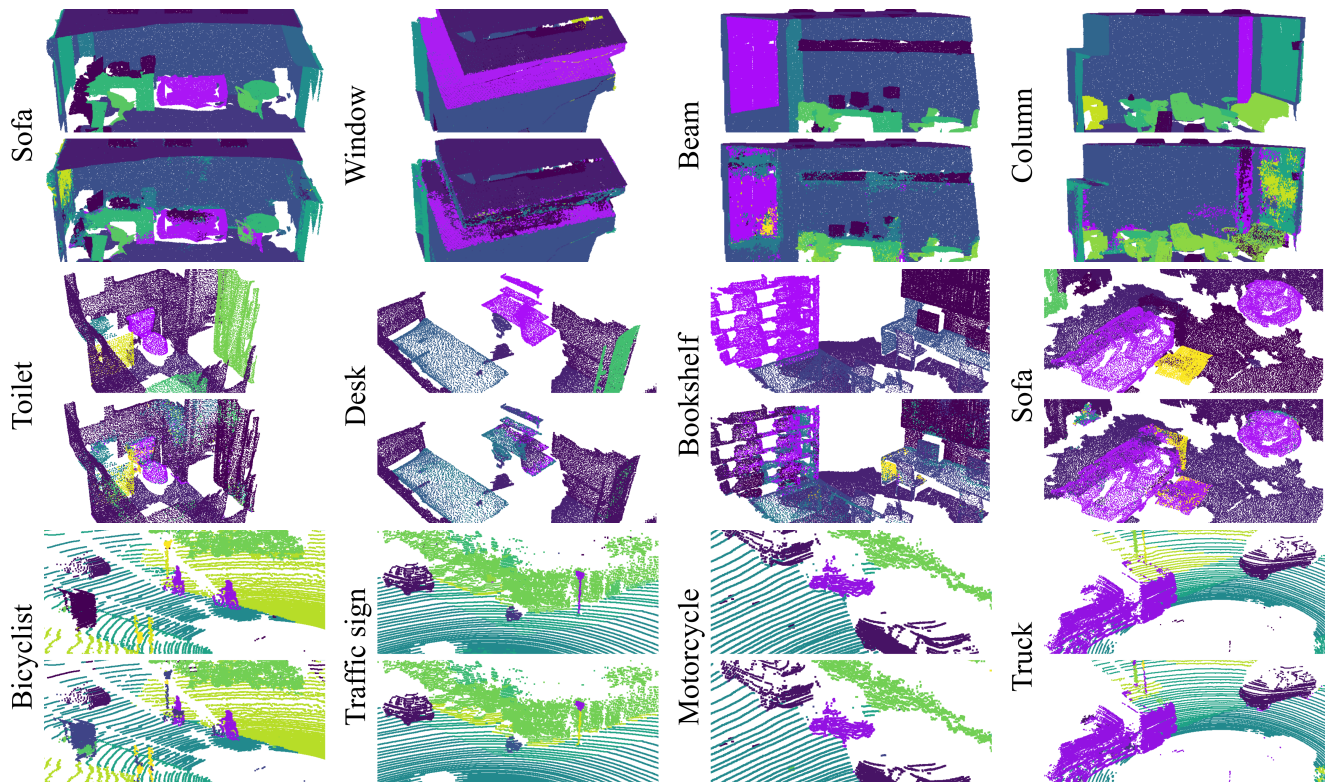 Sofa
Window
Beam
Column
Toilet
Desk
Bookshelf
Sofa
Bicyclist
Traffic sign
Motorcycle
Truck